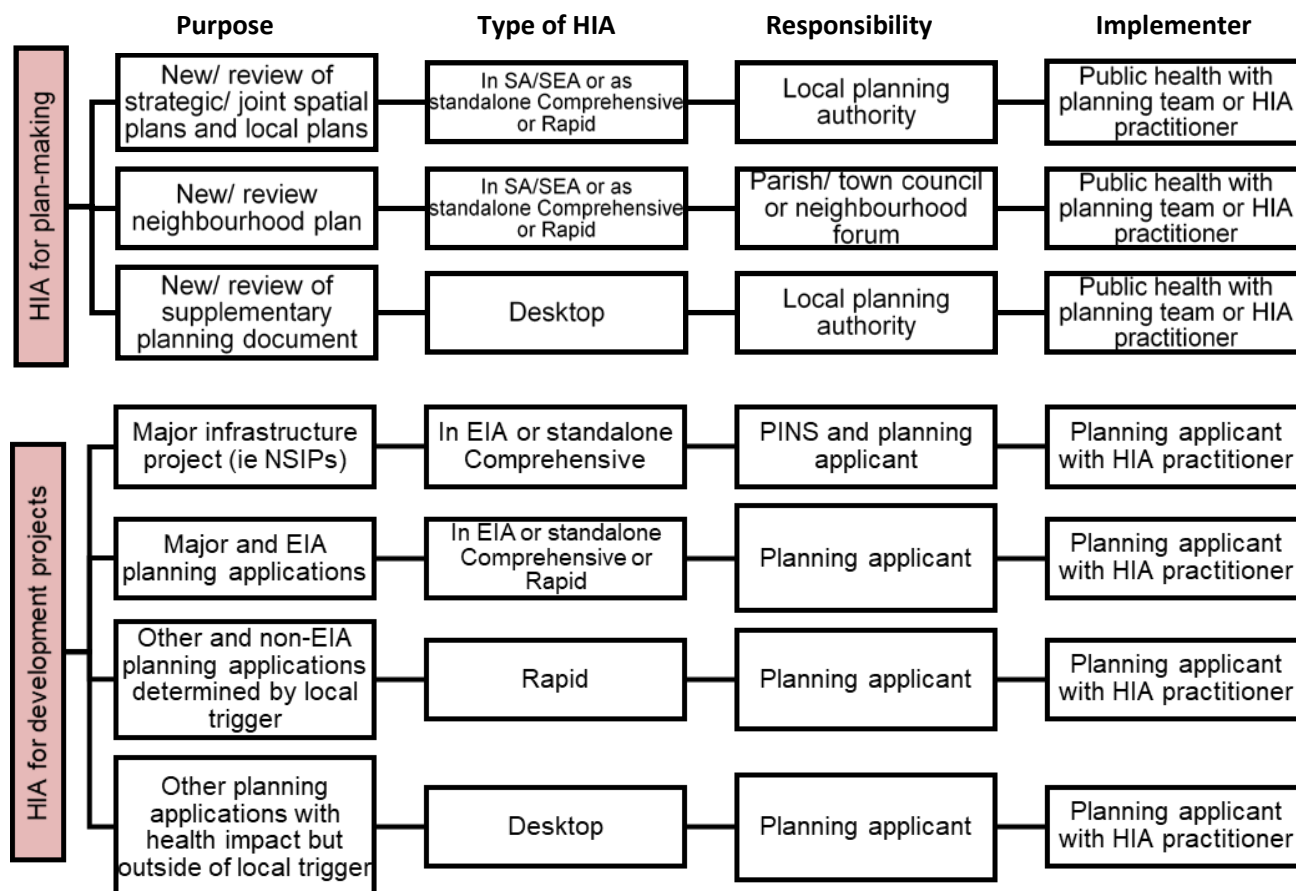 Purpose
Type of HIA
Responsibility
Implementer
HIA for plan-making
New/ review of
strategic/ joint spatial
plans and local plans
In SA/SEA or as
standalone Comprehensive
or Rapid
Local planning
authority
Public health with
planning team or HIA
practitioner
New/ review
neighbourhood plan
In SA/SEA or as
standalone Comprehensive
or Rapid
Parish/ town council
or neighbourhood
forum
Public health with
planning team or HIA
practitioner
New/ review of
supplementary
planning document
Desktop
Local planning
authority
Public health with
planning team or HIA
practitioner
HIA for development projects
Major infrastructure
project (ie NSIPs)
In EIA or standalone
Comprehensive
PINS and planning
applicant
Planning applicant
with HIA practitioner
Major and EIA
planning applications
In EIA or standalone
Comprehensive or
Rapid
Planning applicant
Planning applicant
with HIA practitioner
Other and non-EIA
planning applications
determined by local
trigger
Rapid
Planning applicant
Planning applicant
with HIA practitioner
Other planning
applications with
health impact but
outside of local trigger
Desktop
Planning applicant
Planning applicant
with HIA practitioner